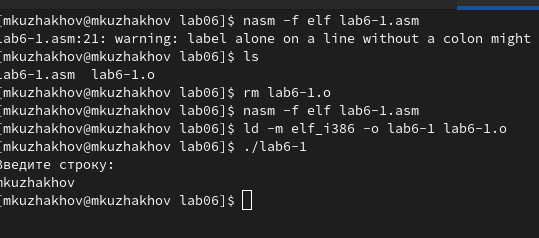 [mkuzhakhov@mkuzhakhov lab06]$ nasm -f elf lab6-1.asm
lab6-1.asm:21: warning: label alone on a line without a colon might
[mkuzhakhov@mkuzhakhov lab06]$ ls
lab6-1.asm  lab6-1.o
[mkuzhakhov@mkuzhakhov lab06]$ rm lab6-1.o
[mkuzhakhov@mkuzhakhov lab06]$ nasm -f elf lab6-1.asm
[mkuzhakhov@mkuzhakhov lab06]$ ld -m elf_i386 -o lab6-1 lab6-1.o
[mkuzhakhov@mkuzhakhov lab06]$ ./lab6-1
Введите строку:
mkuzhakhov
[mkuzhakhov@mkuzhakhov lab06]$